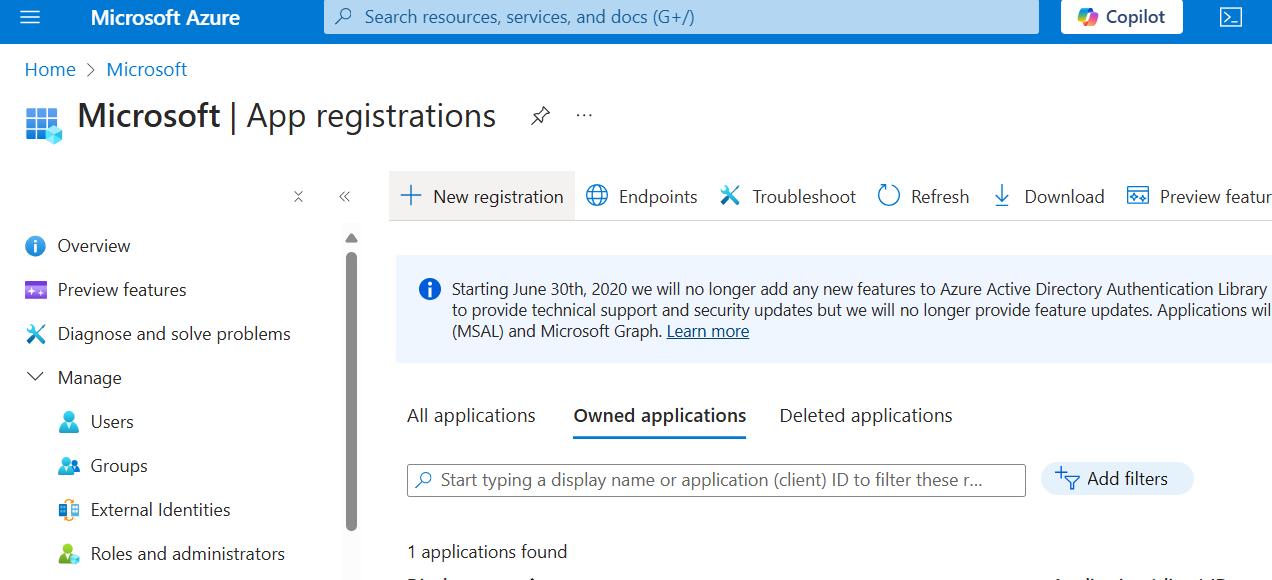 Microsoft Azure
Search resources, services, and docs (G+/)
Copilot
Home > Microsoft
Microsoft | App registrations
New registration
Endpoints
Troubleshoot
Refresh
Download
Preview featur
Overview
Preview features
Diagnose and solve problems
Manage
Users
Groups
External Identities
Roles and administrators
Starting June 30th, 2020 we will no longer add any new features to Azure Active Directory Authentication Library
to provide technical support and security updates but we will no longer provide feature updates. Applications wil
(MSAL) and Microsoft Graph. Learn more
All applications
Owned applications
Deleted applications
Start typing a display name or application (client) ID to filter these r...
Add filters
1 applications found